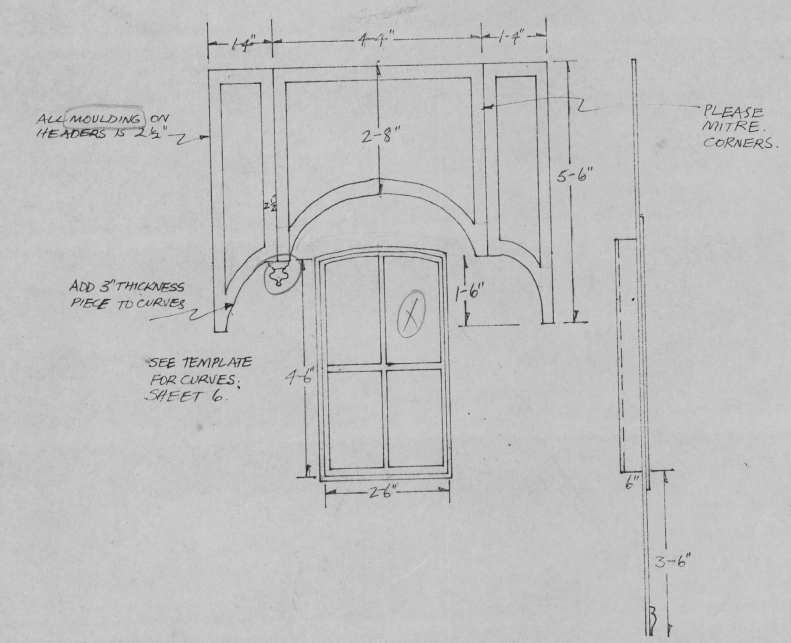 1-4"
4-4"
1-4"
ALL MOULDING ON
HEADERS IS 2½"
PLEASE
MITRE.
CORNERS.
2-8"
5-6"
2½
ADD 3" THICKNESS
PIECE TO CURVES
1-6"
X
SEE TEMPLATE
FOR CURVES;
SHEET 6.
4-6"
2-6"
6"
3-6"